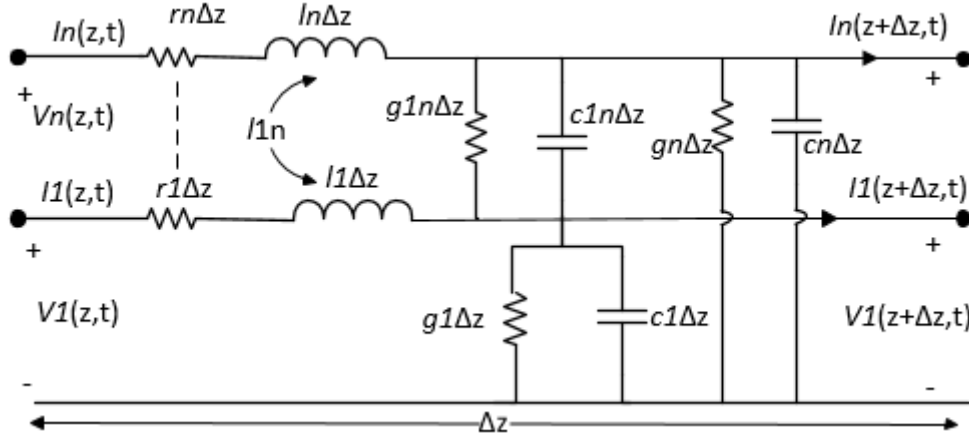 In(z,t) rnΔz lnΔz In(z+Δz,t)
+ Vn(z,t) l1n g1nΔz c1nΔz gnΔz cnΔz +
I1(z,t) r1Δz l1Δz I1(z+Δz,t)
+ +
V1(z,t) g1Δz c1Δz V1(z+Δz,t)
- -
Δz